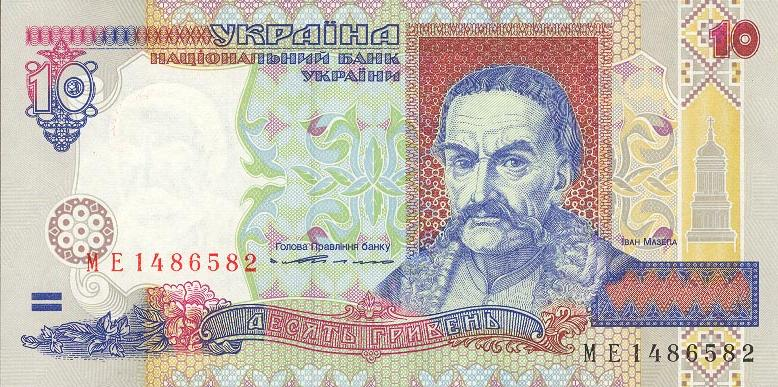 УКРАЇНА
НАЦІОНАЛЬНИЙ БАНК
УКРАЇНИ
10
10
Голова Правління банку
ІВАН МАЗЕПА
МЕ1486582
ДЕСЯТЬ ГРИВЕНЬ
МЕ1486582